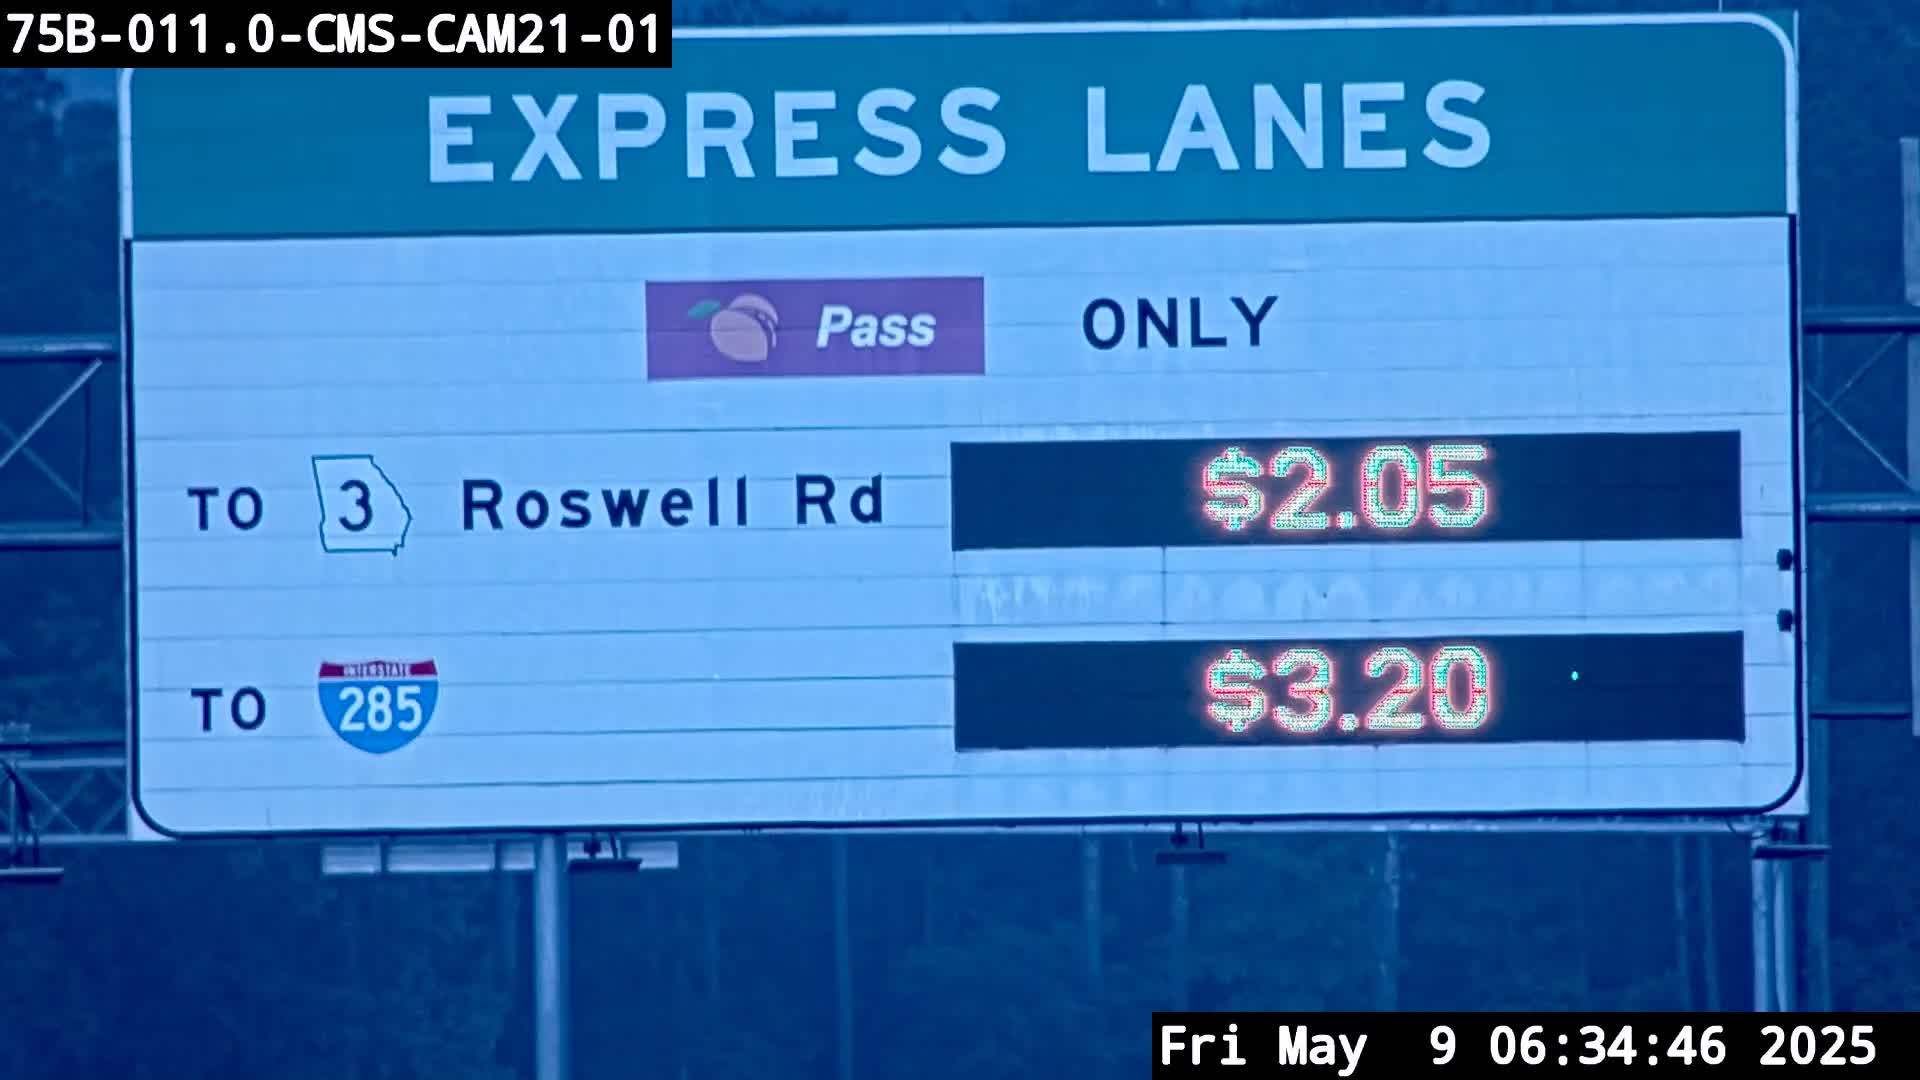 75B-011.0-CMS-CAM21-01
EXPRESS LANES
Pass ONLY
TO 3 Roswell Rd $2.05
INTERSTATE
TO 285 $3.20
Fri May 9 06:34:46 2025